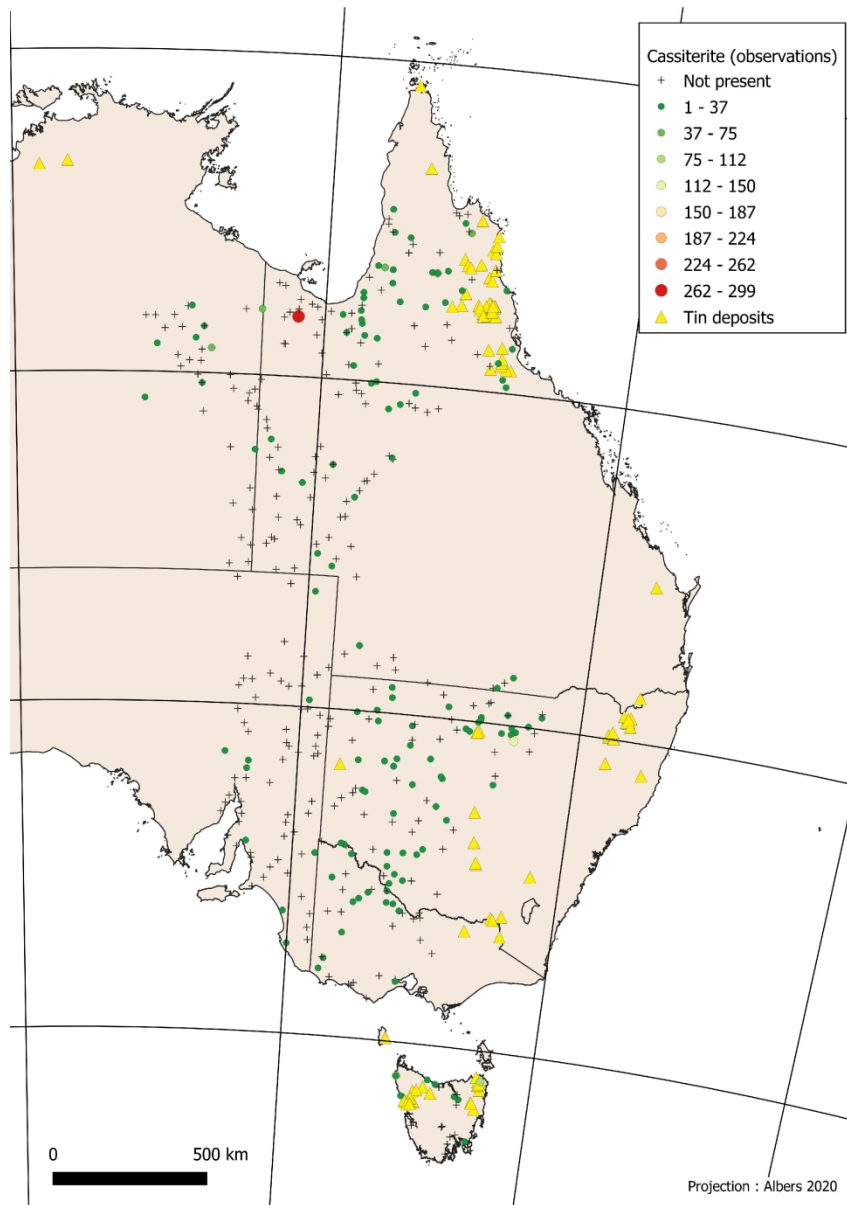 Cassiterite (observations)
Not present
1 - 37
37 - 75
75 - 112
112 - 150
150 - 187
187 - 224
224 - 262
262 - 299
Tin deposits
0 500 km
Projection : Albers 2020